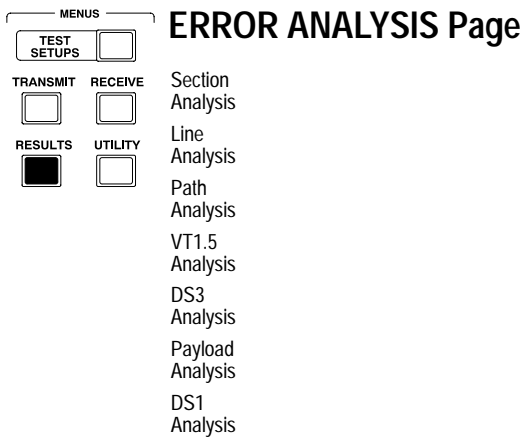 MENUS
TEST
SETUPS
TRANSMIT RECEIVE
RESULTS UTILITY
ERROR ANALYSIS Page
Section
Analysis
Line
Analysis
Path
Analysis
VT1.5
Analysis
DS3
Analysis
Payload
Analysis
DS1
Analysis